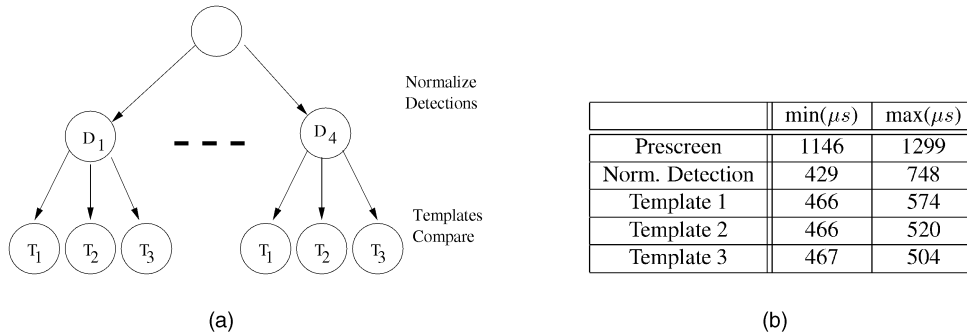 Normalize
Detections
D1
D4
Templates
Compare
T1 T2 T3 T1 T2 T3
(a)
min(μs) max(μs)
Prescreen 1146 1299
Norm. Detection 429 748
Template 1 466 574
Template 2 466 520
Template 3 467 504
(b)